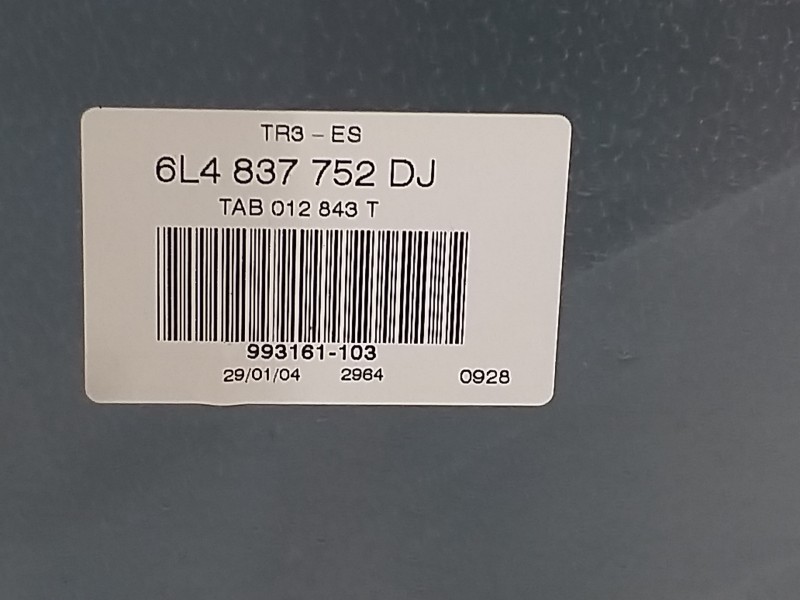 TR3 - ES
6L4 837 752 DJ
TAB 012 843 T
993161-103
29/01/04 2964 0928